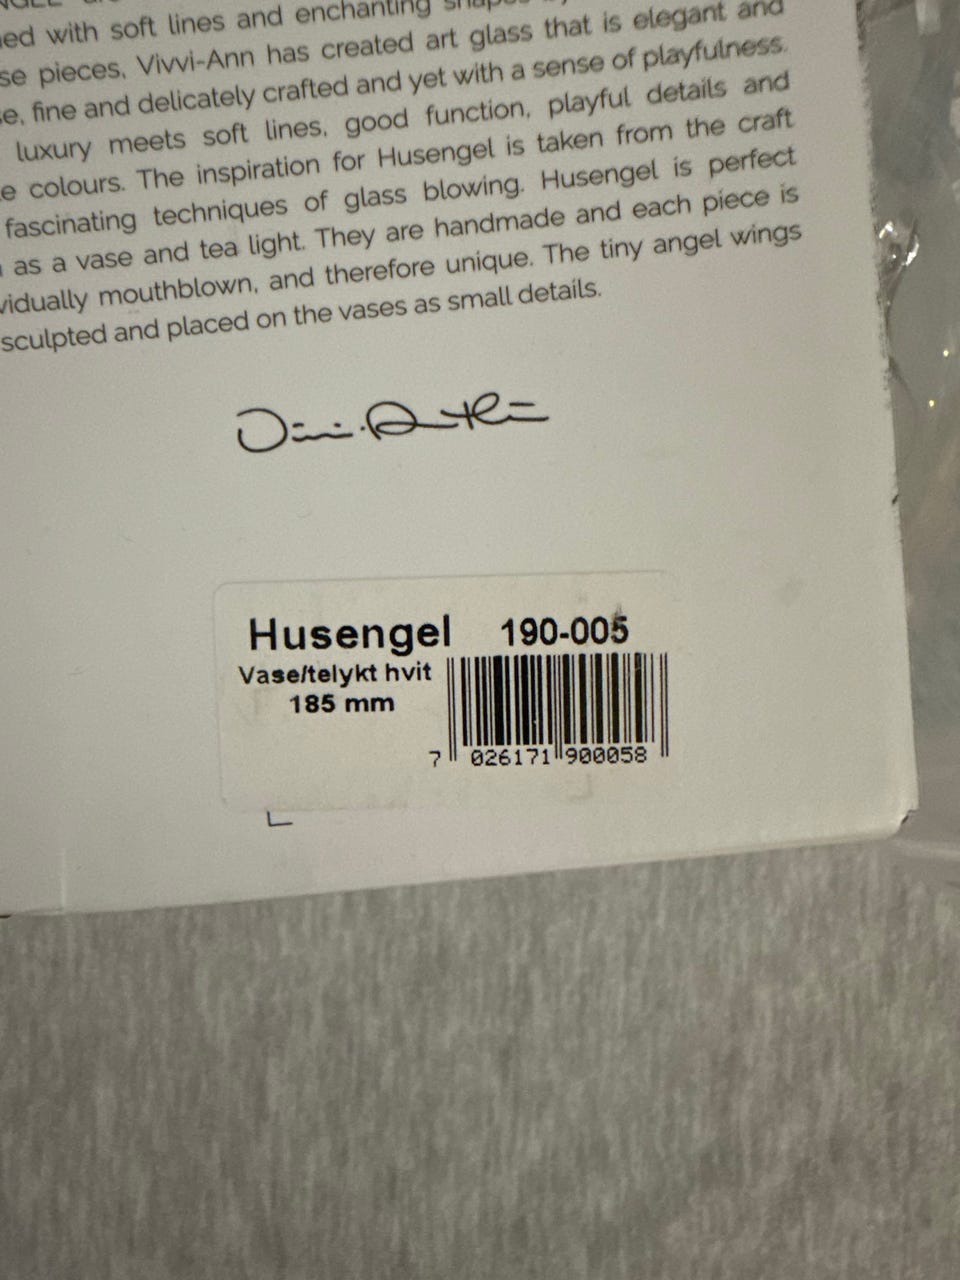 with soft lines and enchanting
pieces, Vivvi-Ann has created art glass that is elegant and
fine and delicately crafted and yet with a sense of playfulness.
luxury meets soft lines, good function, playful details and
colours. The inspiration for Husengel is taken from the craft
fascinating techniques of glass blowing. Husengel is perfect
as a vase and tea light. They are handmade and each piece is
vidually mouthblown, and therefore unique. The tiny angel wings
sculpted and placed on the vases as small details.
Husengel 190-005
Vase/telykt hvit
185 mm
7 026171 900058